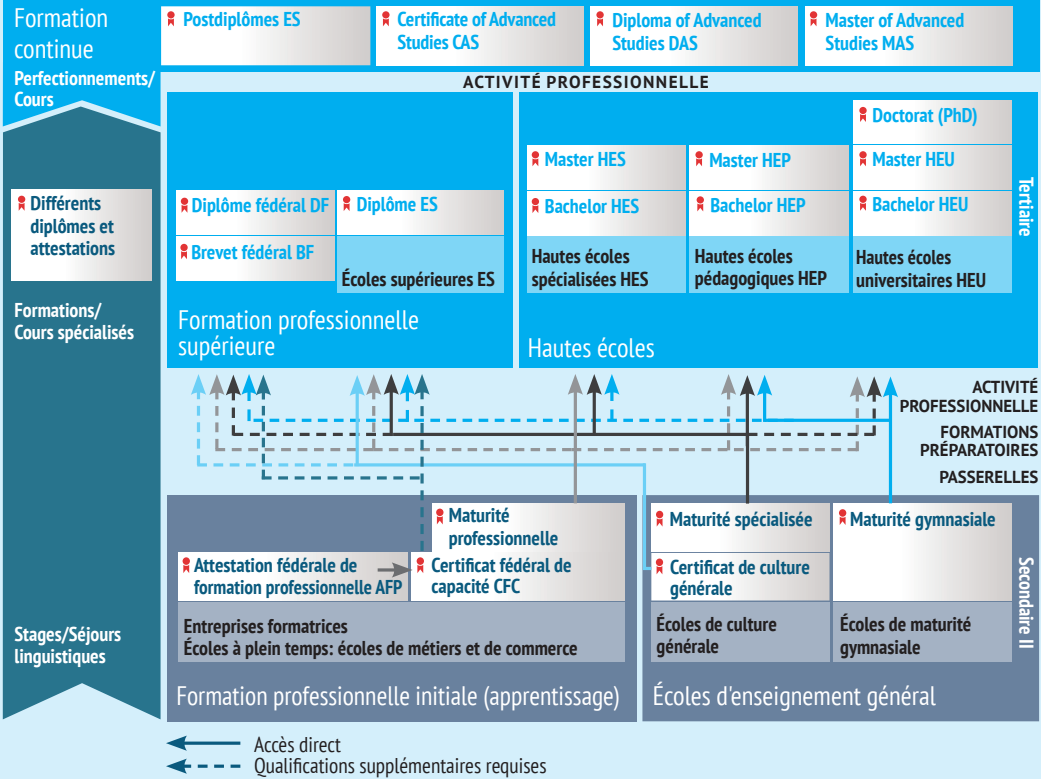 Formation
continue
Perfectionnements/
Cours
Postdiplômes ES
Certificate of Advanced
Studies CAS
Diploma of Advanced
Studies DAS
Master of Advanced
Studies MAS
ACTIVITÉ PROFESSIONNELLE
Différents
diplômes et
attestations
Formations/
Cours spécialisés
Stages/Séjours
linguistiques
Diplôme fédéral DF
Brevet fédéral BF
Diplôme ES
Écoles supérieures ES
Formation professionnelle
supérieure
Master HES
Bachelor HES
Hautes écoles
spécialisées HES
Master HEP
Bachelor HEP
Hautes écoles
pédagogiques HEP
Doctorat (PhD)
Master HEU
Bachelor HEU
Hautes écoles
universitaires HEU
Hautes écoles
Tertiaire
ACTIVITÉ
PROFESSIONNELLE
FORMATIONS
PRÉPARATOIRES
PASSERELLES
Maturité
professionnelle
Attestation fédérale de
formation professionnelle AFP
Certificat fédéral de
capacité CFC
Entreprises formatrices
Écoles à plein temps: écoles de métiers et de commerce
Formation professionnelle initiale (apprentissage)
Maturité spécialisée
Certificat de culture
générale
Écoles de culture
générale
Maturité gymnasiale
Écoles de maturité
gymnasiale
Écoles d'enseignement général
Secondaire II
Accès direct
Qualifications supplémentaires requises